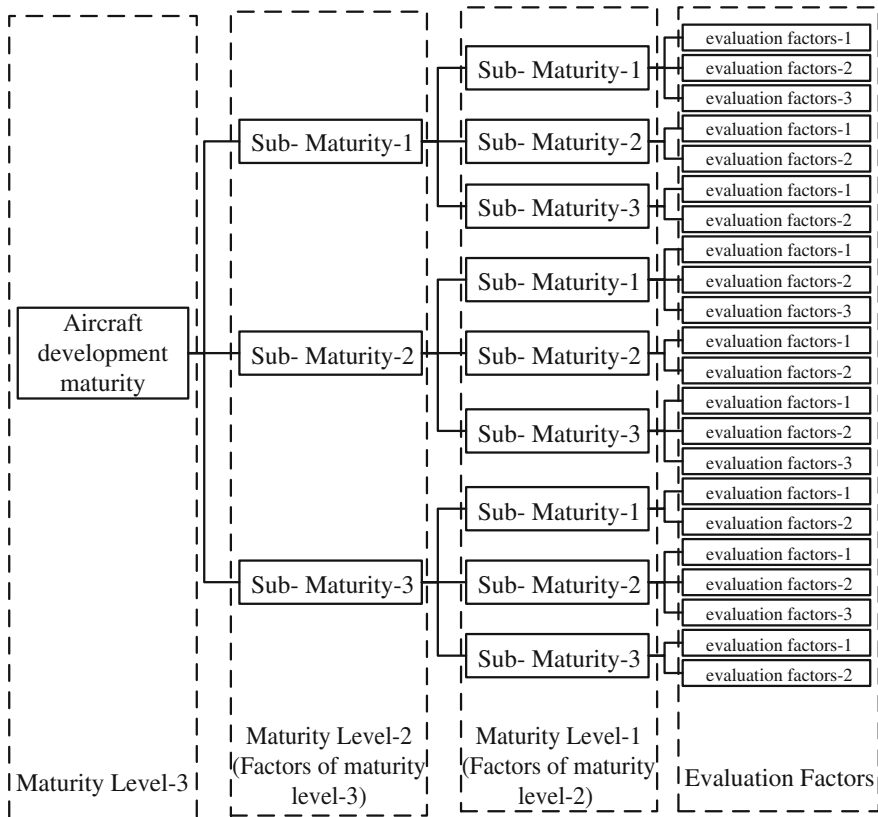 Aircraft
development
maturity
Maturity Level-3
Sub- Maturity-1
Sub- Maturity-2
Sub- Maturity-3
Maturity Level-2
(Factors of maturity
level-3)
Sub- Maturity-1
Sub- Maturity-2
Sub- Maturity-3
Sub- Maturity-1
Sub- Maturity-2
Sub- Maturity-3
Sub- Maturity-1
Sub- Maturity-2
Sub- Maturity-3
Maturity Level-1
(Factors of maturity
level-2)
evaluation factors-1
evaluation factors-2
evaluation factors-3
evaluation factors-1
evaluation factors-2
evaluation factors-1
evaluation factors-2
evaluation factors-1
evaluation factors-2
evaluation factors-3
evaluation factors-1
evaluation factors-2
evaluation factors-1
evaluation factors-2
evaluation factors-3
evaluation factors-1
evaluation factors-2
evaluation factors-1
evaluation factors-2
evaluation factors-3
evaluation factors-1
evaluation factors-2
Evaluation Factors